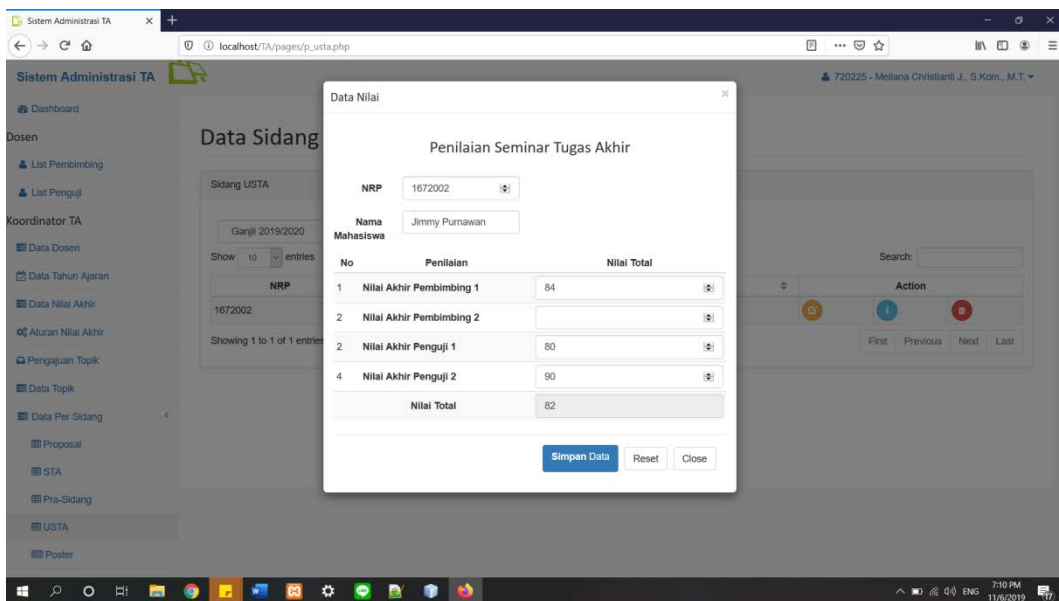 Sistem Administrasi TA
localhost/TA/pages/p_usta.php
Sistem Administrasi TA
720225 - Meliana Christianti J., S.Kom., M.T.
Dashboard
Dosen
List Pembimbing
List Penguji
Koordinator TA
Data Dosen
Data Tahun Ajaran
Data Nilai Akhir
Aturan Nilai Akhir
Pengajuan Topik
Data Topik
Data Per Sidang
Proposal
STA
Pra-Sidang
USTA
Poster
Data Sidang
Sidang USTA
Ganjil 2019/2020
Show 10 entries
Search:
NRP
Action
1672002
Showing 1 to 1 of 1 entries
First Previous Next Last
Data Nilai ×
Penilaian Seminar Tugas Akhir
NRP 1672002
Nama Mahasiswa Jimmy Purnawan
No Penilaian Nilai Total
1 Nilai Akhir Pembimbing 1 84
2 Nilai Akhir Pembimbing 2
2 Nilai Akhir Penguji 1 80
4 Nilai Akhir Penguji 2 90
Nilai Total 82
Simpan Data Reset Close
ENG
7:10 PM
11/6/2019
17